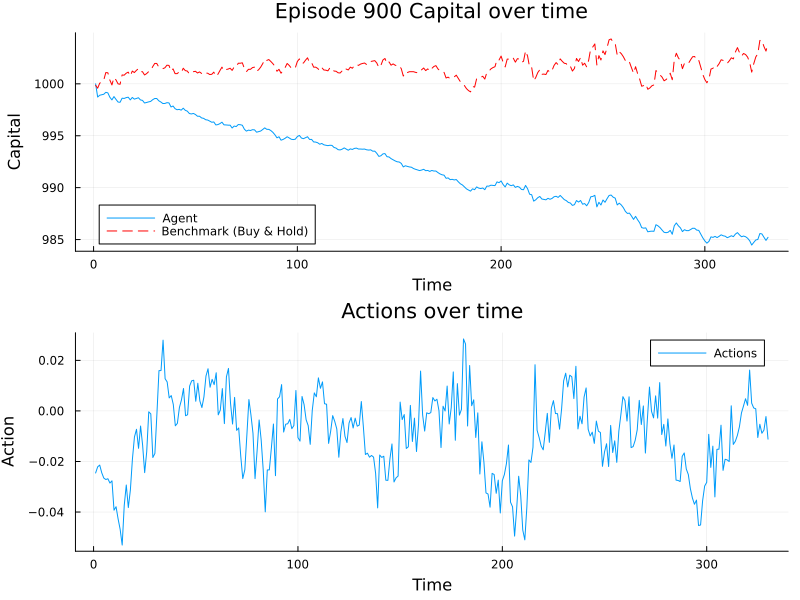 Episode 900 Capital over time
1000
995
990
985
Capital
Agent
Benchmark (Buy & Hold)
0 100 200 300
Time
Actions over time
0.02
0.00
−0.02
−0.04
Action
Actions
0 100 200 300
Time